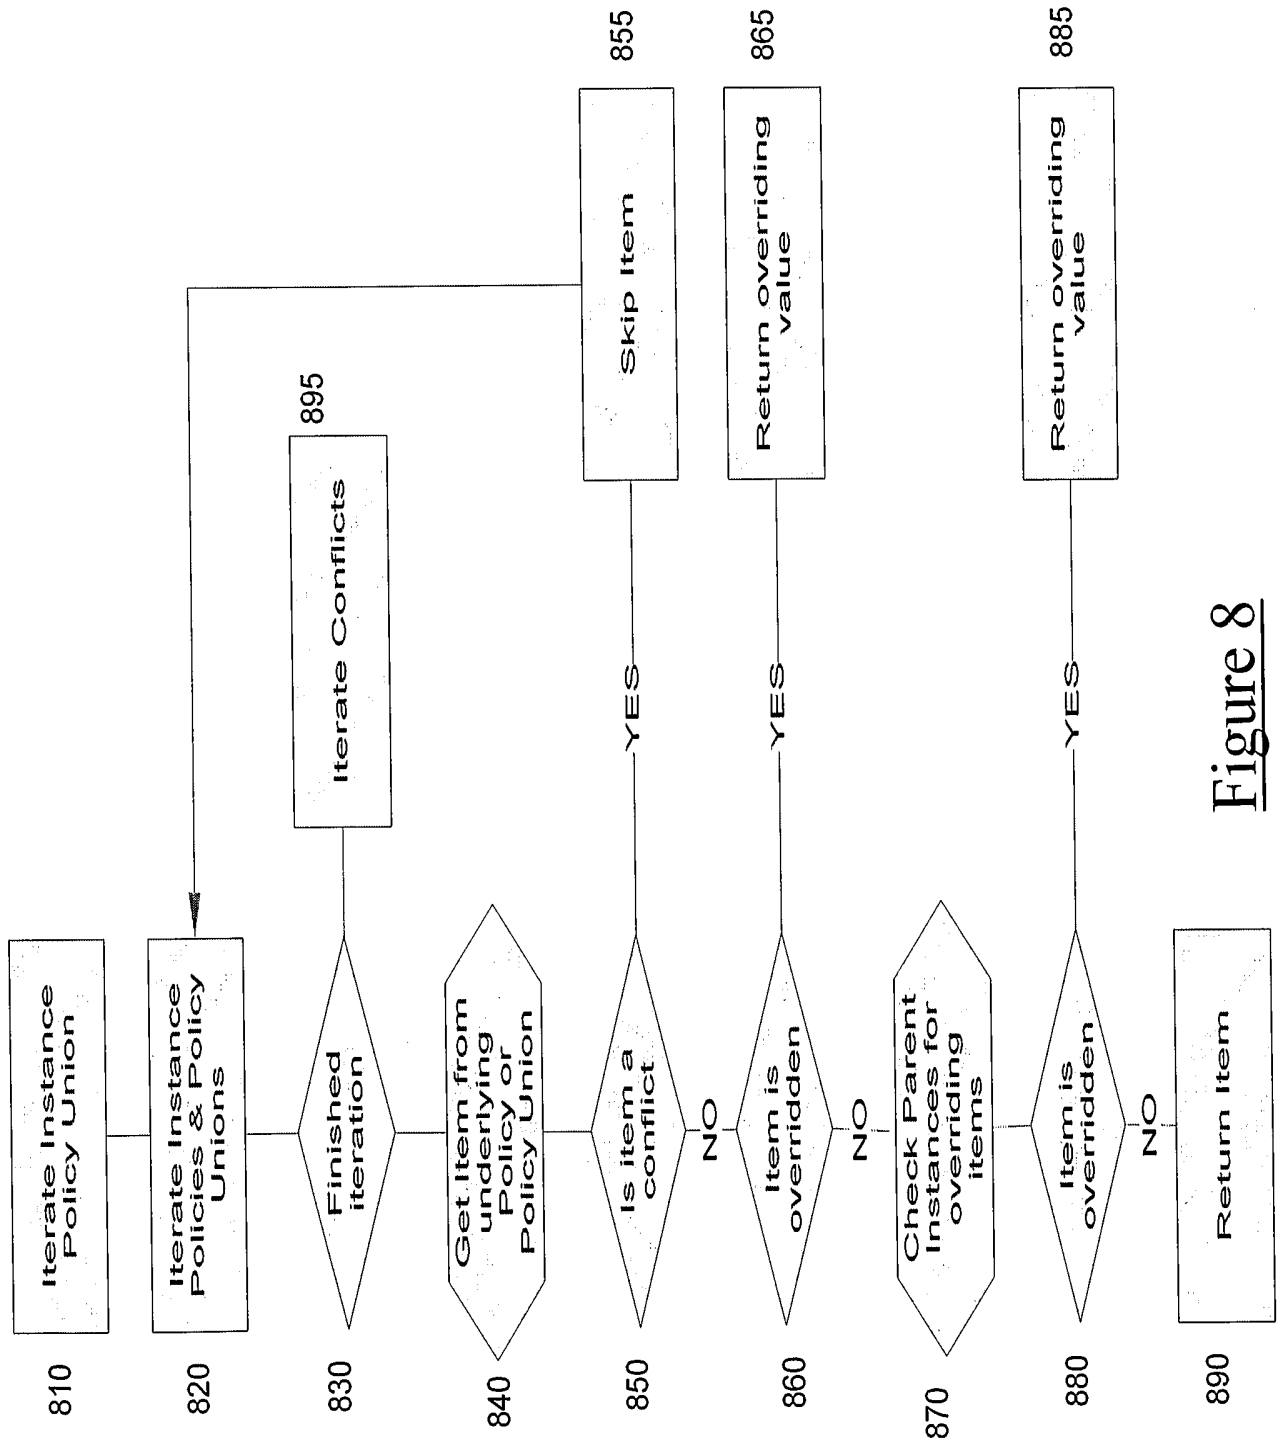 810
Iterate Instance
Policy Union
820
Iterate Instance
Policies & Policy
Unions
830
Finished
iteration
Iterate Conflicts
895
840
Get Item from
underlying
Policy or
Policy Union
850
Is item a
conflict
YES
Skip Item
855
NO
860
Item is
overridden
YES
Return overriding
value
865
NO
870
Check Parent
Instances for
overriding
items
880
Item is
overridden
YES
Return overriding
value
885
NO
890
Return Item
Figure 8